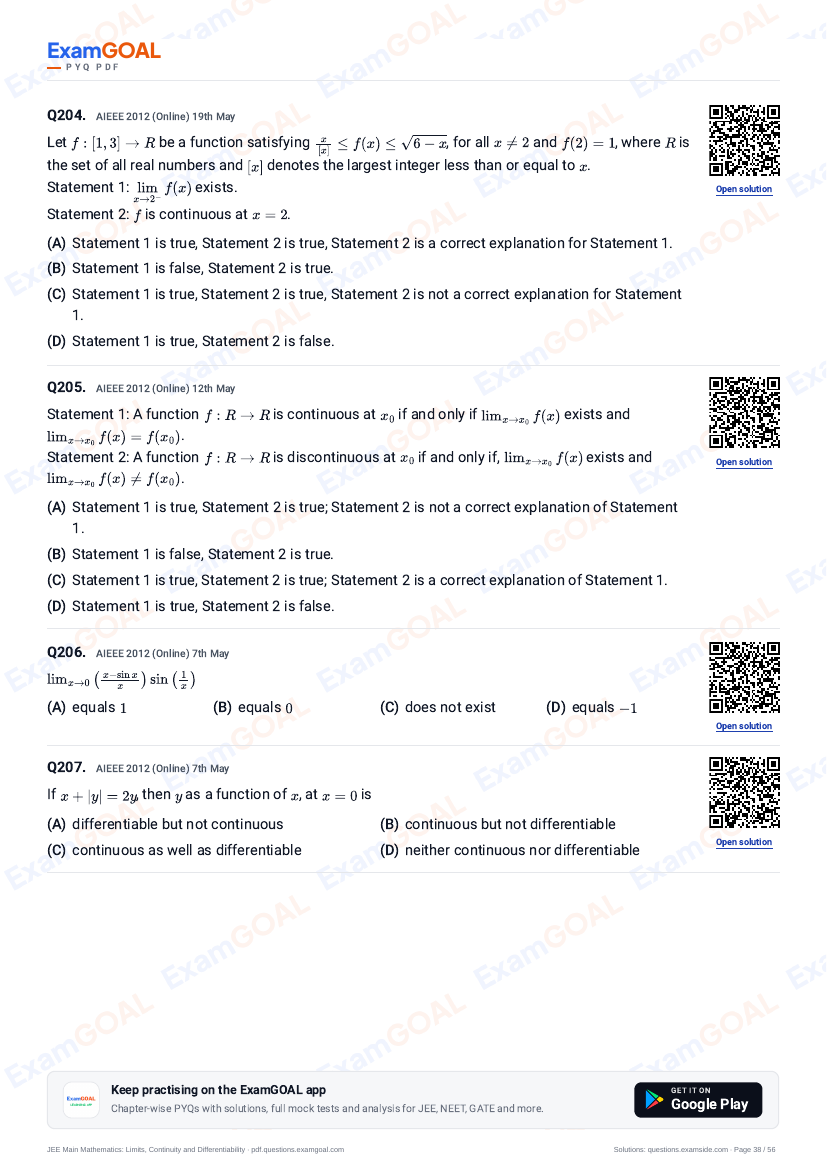 ExamGOAL
PYQ PDF
Q204. AIEEE 2012 (Online) 19th May
Let f : [1, 3] → R be a function satisfying x/[x] ≤ f(x) ≤ √(6 − x), for all x ≠ 2 and f(2) = 1, where R is
the set of all real numbers and [x] denotes the largest integer less than or equal to x.
Statement 1: lim x→2⁻ f(x) exists.
Statement 2: f is continuous at x = 2.
(A) Statement 1 is true, Statement 2 is true, Statement 2 is a correct explanation for Statement 1.
(B) Statement 1 is false, Statement 2 is true.
(C) Statement 1 is true, Statement 2 is true, Statement 2 is not a correct explanation for Statement
1.
(D) Statement 1 is true, Statement 2 is false.
Open solution
Q205. AIEEE 2012 (Online) 12th May
Statement 1: A function f : R → R is continuous at x₀ if and only if lim x→x₀ f(x) exists and
lim x→x₀ f(x) = f(x₀).
Statement 2: A function f : R → R is discontinuous at x₀ if and only if, lim x→x₀ f(x) exists and
lim x→x₀ f(x) ≠ f(x₀).
(A) Statement 1 is true, Statement 2 is true; Statement 2 is not a correct explanation of Statement
1.
(B) Statement 1 is false, Statement 2 is true.
(C) Statement 1 is true, Statement 2 is true; Statement 2 is a correct explanation of Statement 1.
(D) Statement 1 is true, Statement 2 is false.
Open solution
Q206. AIEEE 2012 (Online) 7th May
lim x→0 ((x−sin x)/x) sin (1/x)
(A) equals 1 (B) equals 0 (C) does not exist (D) equals −1
Open solution
Q207. AIEEE 2012 (Online) 7th May
If x + |y| = 2y, then y as a function of x, at x = 0 is
(A) differentiable but not continuous (B) continuous but not differentiable
(C) continuous as well as differentiable (D) neither continuous nor differentiable
Open solution
Keep practising on the ExamGOAL app
Chapter-wise PYQs with solutions, full mock tests and analysis for JEE, NEET, GATE and more.
GET IT ON
Google Play
JEE Main Mathematics: Limits, Continuity and Differentiability · pdf.questions.examgoal.com Solutions: questions.examside.com · Page 38 / 56